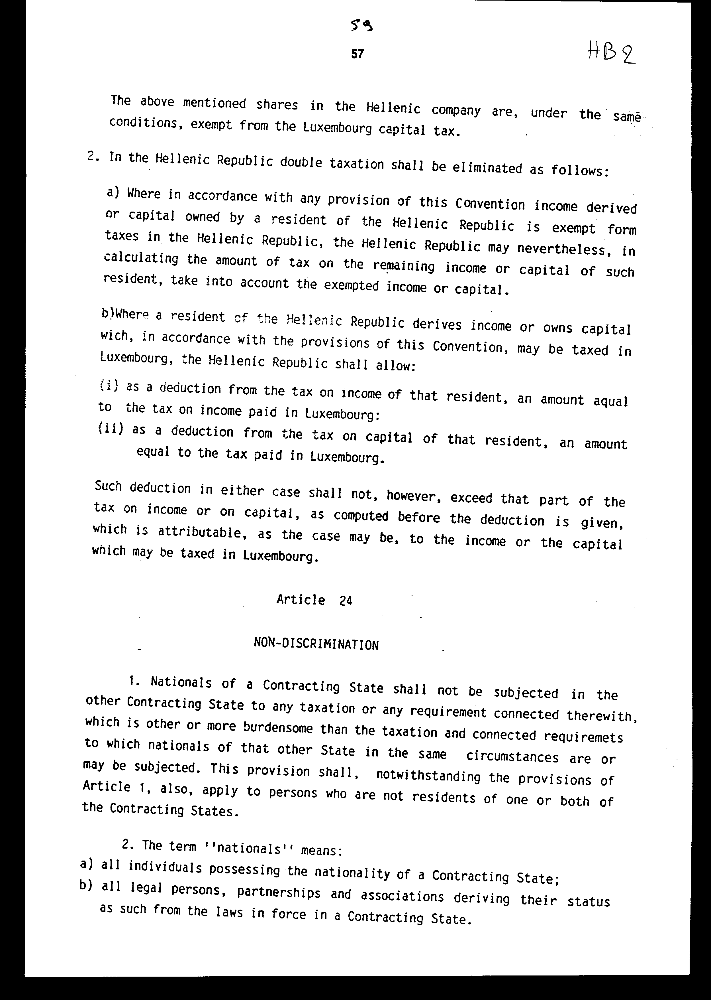 59
57
HB2
The above mentioned shares in the Hellenic company are, under the same
conditions, exempt from the Luxembourg capital tax.
2. In the Hellenic Republic double taxation shall be eliminated as follows:
a) Where in accordance with any provision of this Convention income derived
or capital owned by a resident of the Hellenic Republic is exempt form
taxes in the Hellenic Republic, the Hellenic Republic may nevertheless, in
calculating the amount of tax on the remaining income or capital of such
resident, take into account the exempted income or capital.
b)Where a resident of the Hellenic Republic derives income or owns capital
wich, in accordance with the provisions of this Convention, may be taxed in
Luxembourg, the Hellenic Republic shall allow:
(i) as a deduction from the tax on income of that resident, an amount aqual
to the tax on income paid in Luxembourg:
(ii) as a deduction from the tax on capital of that resident, an amount
equal to the tax paid in Luxembourg.
Such deduction in either case shall not, however, exceed that part of the
tax on income or on capital, as computed before the deduction is given,
which is attributable, as the case may be, to the income or the capital
which may be taxed in Luxembourg.
Article 24
NON-DISCRIMINATION
1. Nationals of a Contracting State shall not be subjected in the
other Contracting State to any taxation or any requirement connected therewith,
which is other or more burdensome than the taxation and connected requiremets
to which nationals of that other State in the same circumstances are or
may be subjected. This provision shall, notwithstanding the provisions of
Article 1, also, apply to persons who are not residents of one or both of
the Contracting States.
2. The term ''nationals'' means:
a) all individuals possessing the nationality of a Contracting State;
b) all legal persons, partnerships and associations deriving their status
as such from the laws in force in a Contracting State.